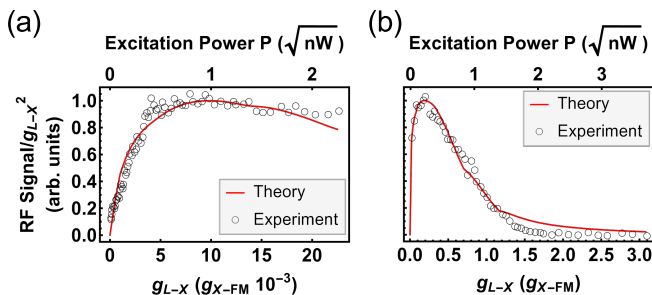 (a)
Excitation Power P (√nW)
0 1 2
RF Signal/g_{L-X}^2
(arb. units)
1.0
0.8
0.6
0.4
0.2
0.0
Theory
Experiment
0 5 10 15 20
g_{L-X} (g_{X-FM} 10^{-3})
(b)
Excitation Power P (√nW)
0 1 2 3
Theory
Experiment
0.0 0.5 1.0 1.5 2.0 2.5 3.0
g_{L-X} (g_{X-FM})